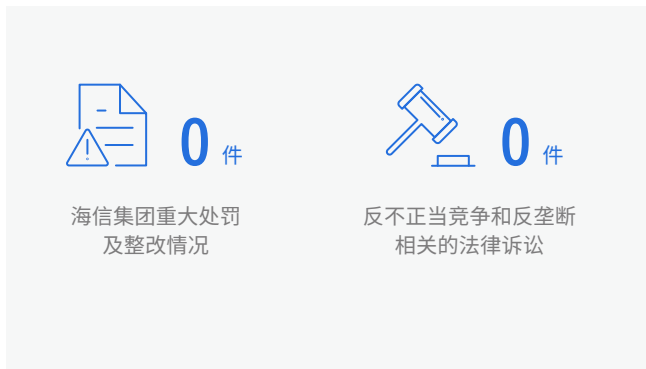 0 件
海信集团重大处罚
及整改情况
0 件
反不正当竞争和反垄断
相关的法律诉讼